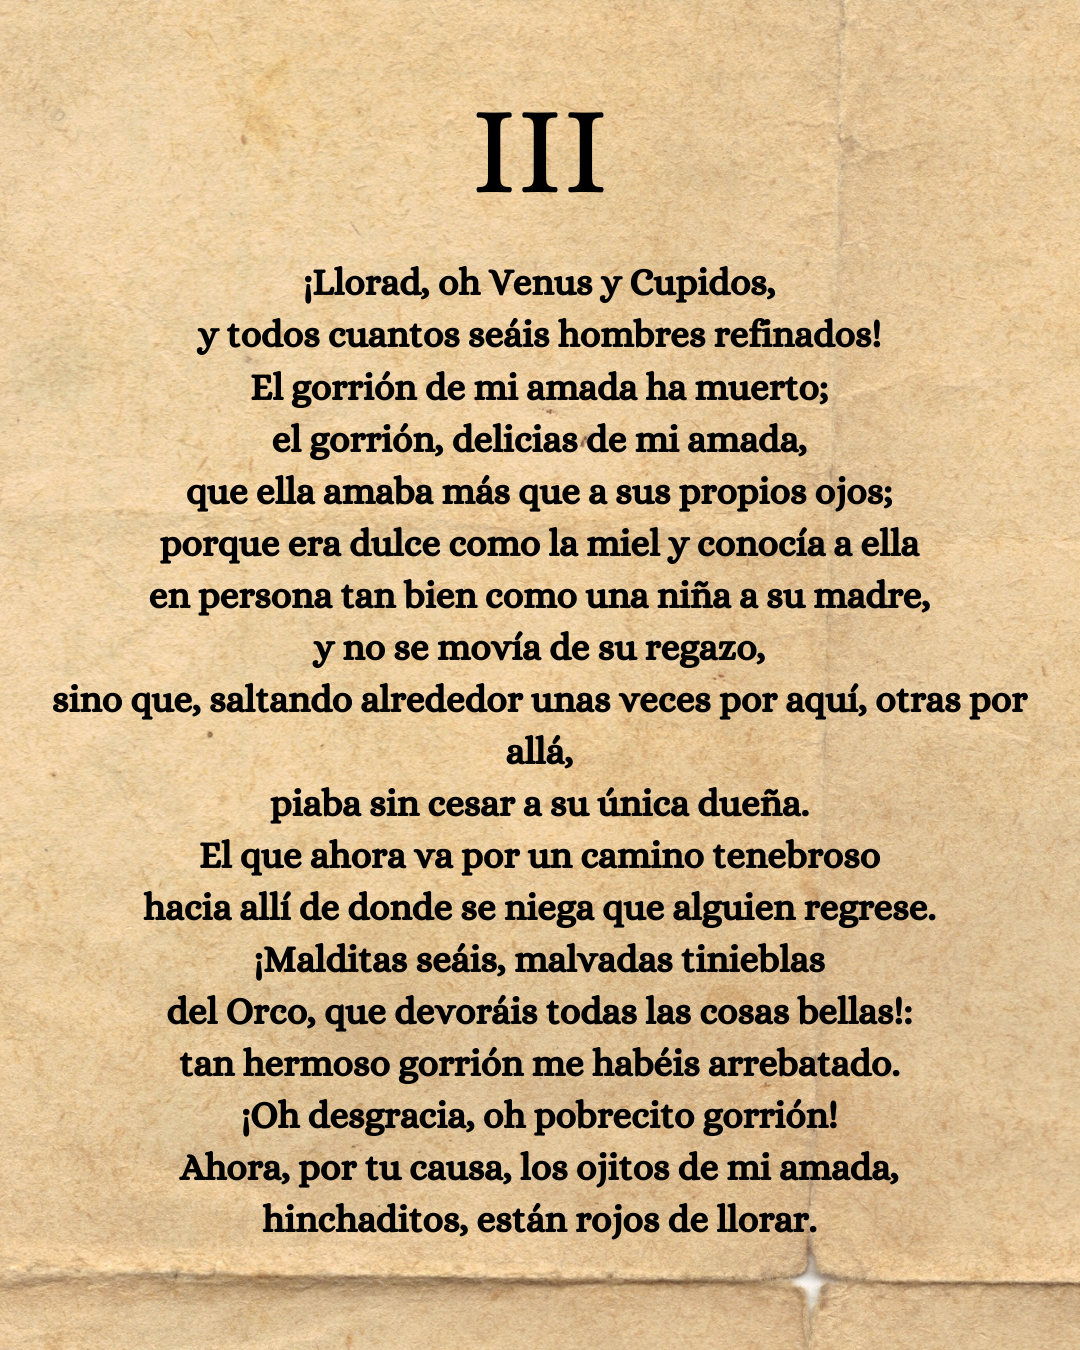 III
¡Llorad, oh Venus y Cupidos,
y todos cuantos seáis hombres refinados!
El gorrión de mi amada ha muerto;
el gorrión, delicias de mi amada,
que ella amaba más que a sus propios ojos;
porque era dulce como la miel y conocía a ella
en persona tan bien como una niña a su madre,
y no se movía de su regazo,
sino que, saltando alrededor unas veces por aquí, otras por
allá,
piaba sin cesar a su única dueña.
El que ahora va por un camino tenebroso
hacia allí de donde se niega que alguien regrese.
¡Malditas seáis, malvadas tinieblas
del Orco, que devoráis todas las cosas bellas!:
tan hermoso gorrión me habéis arrebatado.
¡Oh desgracia, oh pobrecito gorrión!
Ahora, por tu causa, los ojitos de mi amada,
hinchaditos, están rojos de llorar.